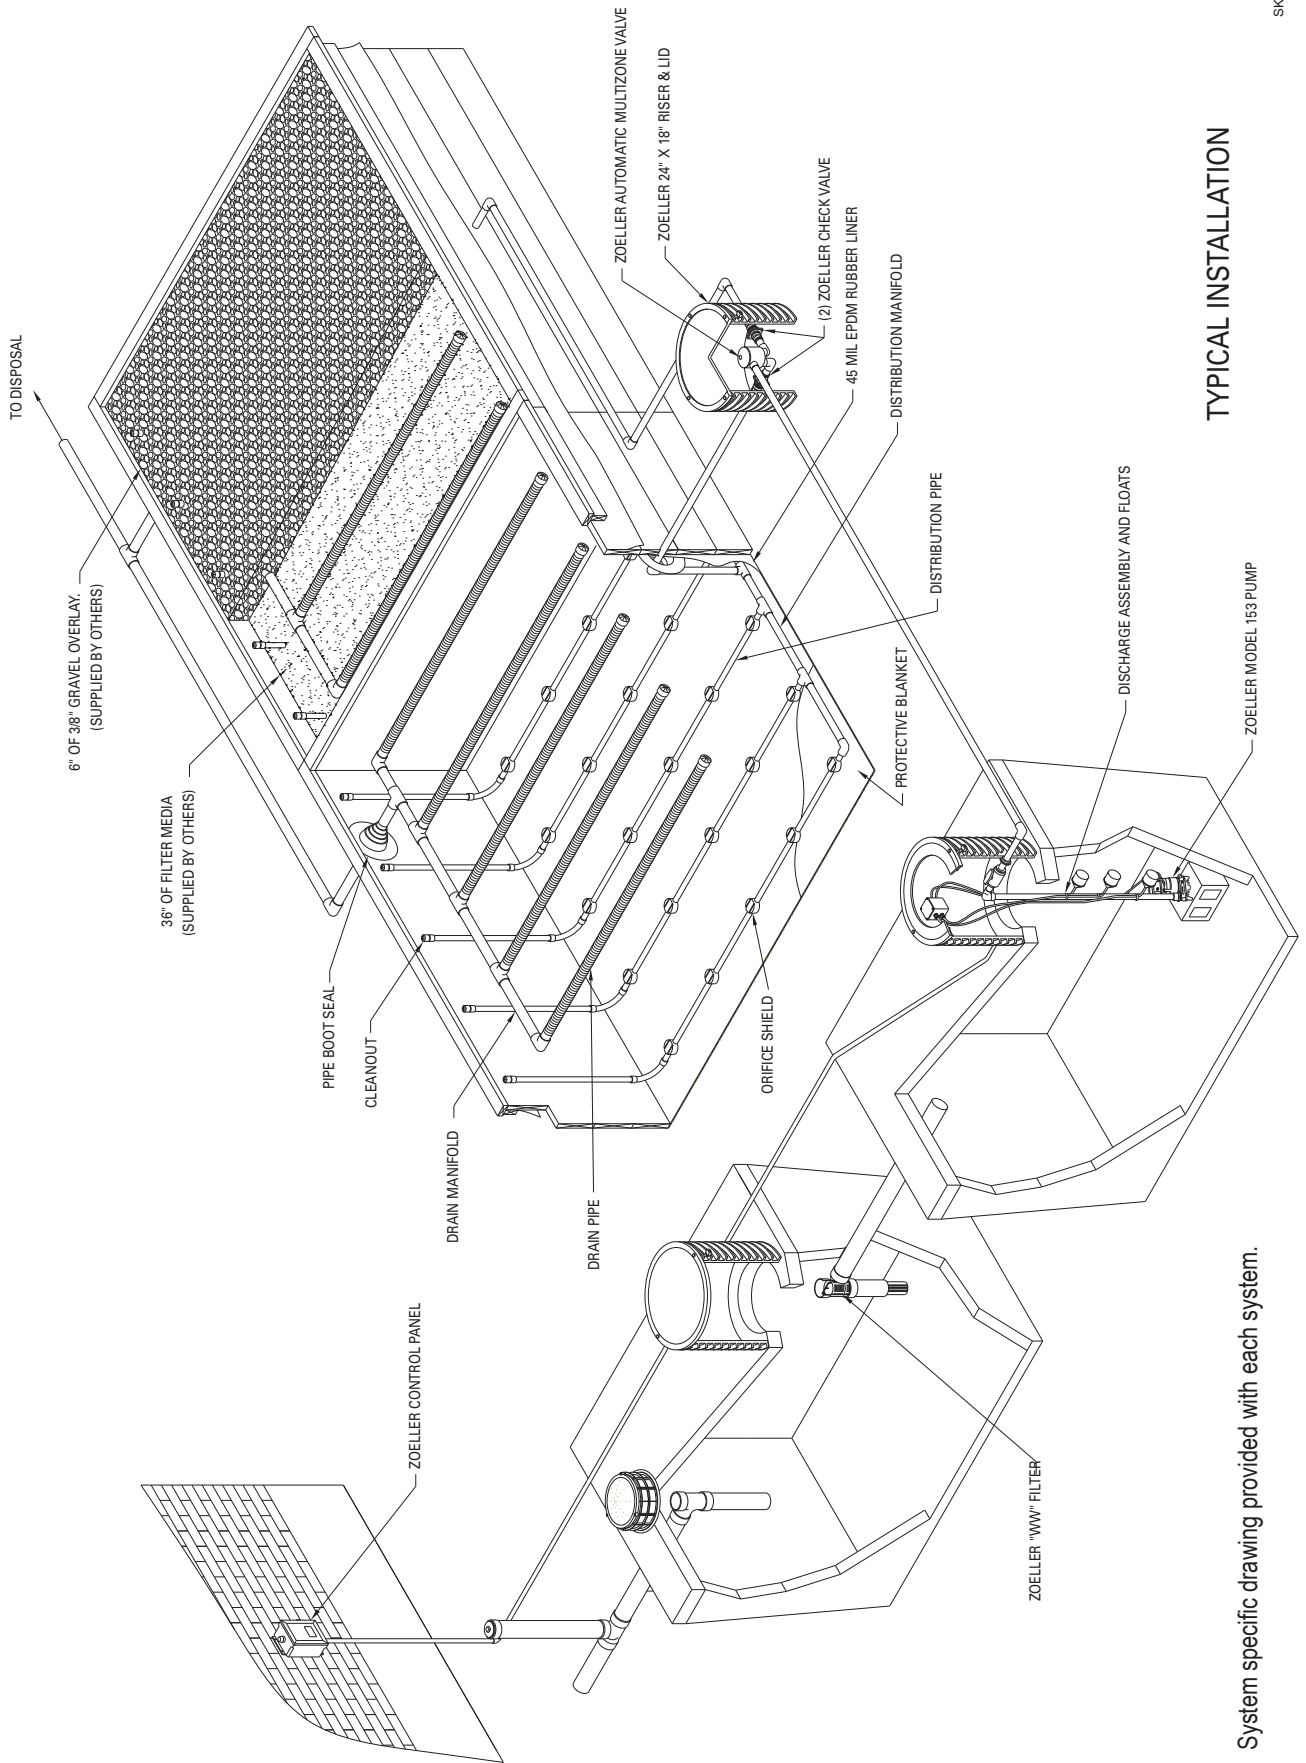 TO DISPOSAL
6" OF 3/8" GRAVEL OVERLAY.
(SUPPLIED BY OTHERS)
36" OF FILTER MEDIA
(SUPPLIED BY OTHERS)
PIPE BOOT SEAL
CLEANOUT
DRAIN MANIFOLD
DRAIN PIPE
ZOELLER CONTROL PANEL
ZOELLER AUTOMATIC MULTIZONE VALVE
ZOELLER 24" X 18" RISER & LID
(2) ZOELLER CHECK VALVE
45 MIL EPDM RUBBER LINER
DISTRIBUTION MANIFOLD
DISTRIBUTION PIPE
PROTECTIVE BLANKET
ORIFICE SHIELD
DISCHARGE ASSEMBLY AND FLOATS
ZOELLER MODEL 153 PUMP
ZOELLER "WW" FILTER
TYPICAL INSTALLATION
System specific drawing provided with each system.
SK